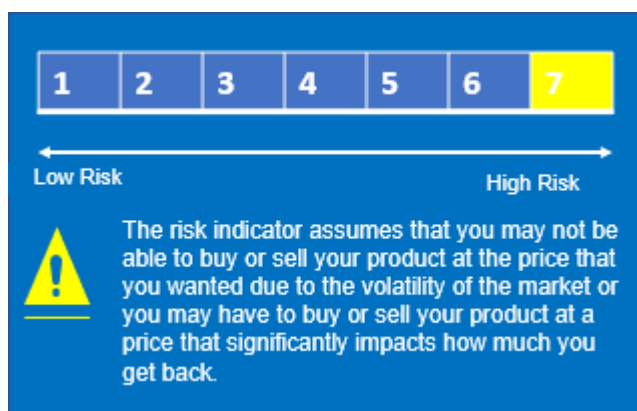 1 2 3 4 5 6 7
Low Risk High Risk
The risk indicator assumes that you may not be
able to buy or sell your product at the price that
you wanted due to the volatility of the market or
you may have to buy or sell your product at a
price that significantly impacts how much you
get back.